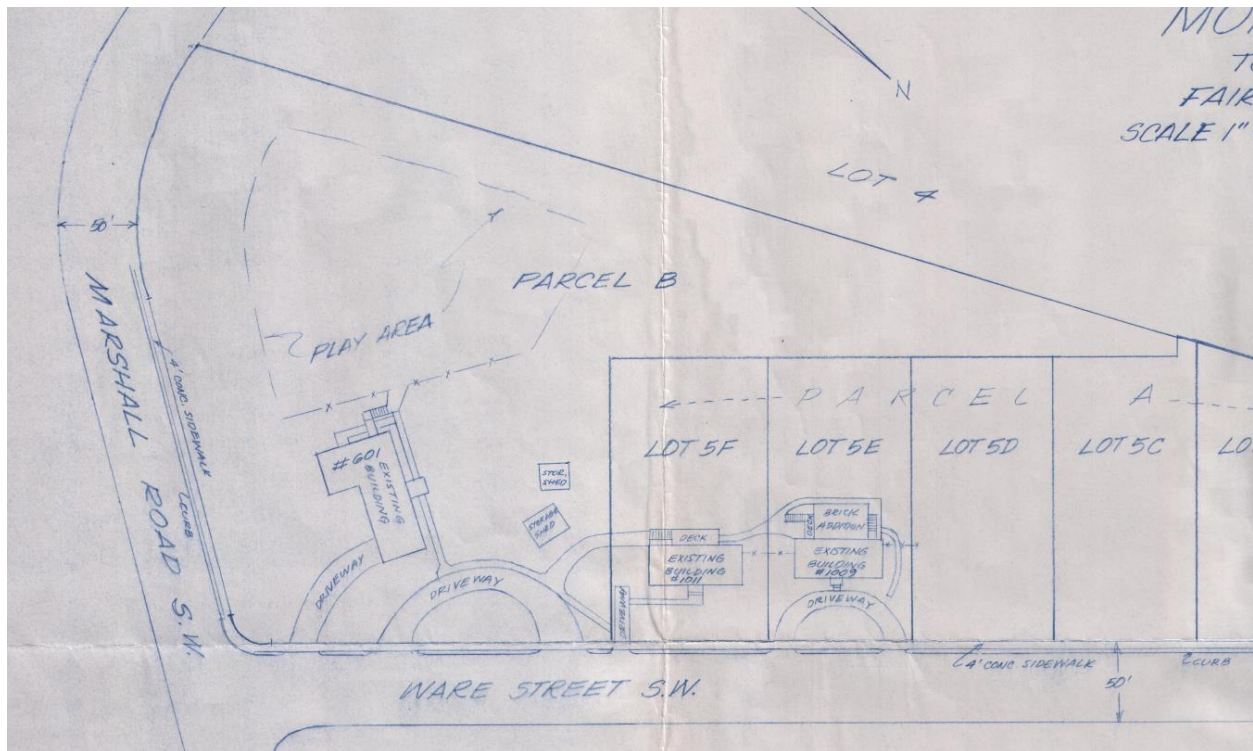 MO
TO
FAIR
SCALE 1"
N
LOT 4
50'
PARCEL B
MARSHALL ROAD S.W.
PLAY AREA
4' CONC. SIDEWALK
CURB
PARCEL A
LOT 5F
LOT 5E
LOT 5D
LOT 5C
LO
#601
EXISTING
BUILDING
STOR.
SHED
STORAGE
SHED
DECK
EXISTING
BUILDING
#1011
DECK
BRICK
ADDITION
EXISTING
BUILDING
#1009
DRIVEWAY
DRIVEWAY
DRIVEWAY
DRIVEWAY
4' CONC. SIDEWALK
CURB
50'
WARE STREET S.W.